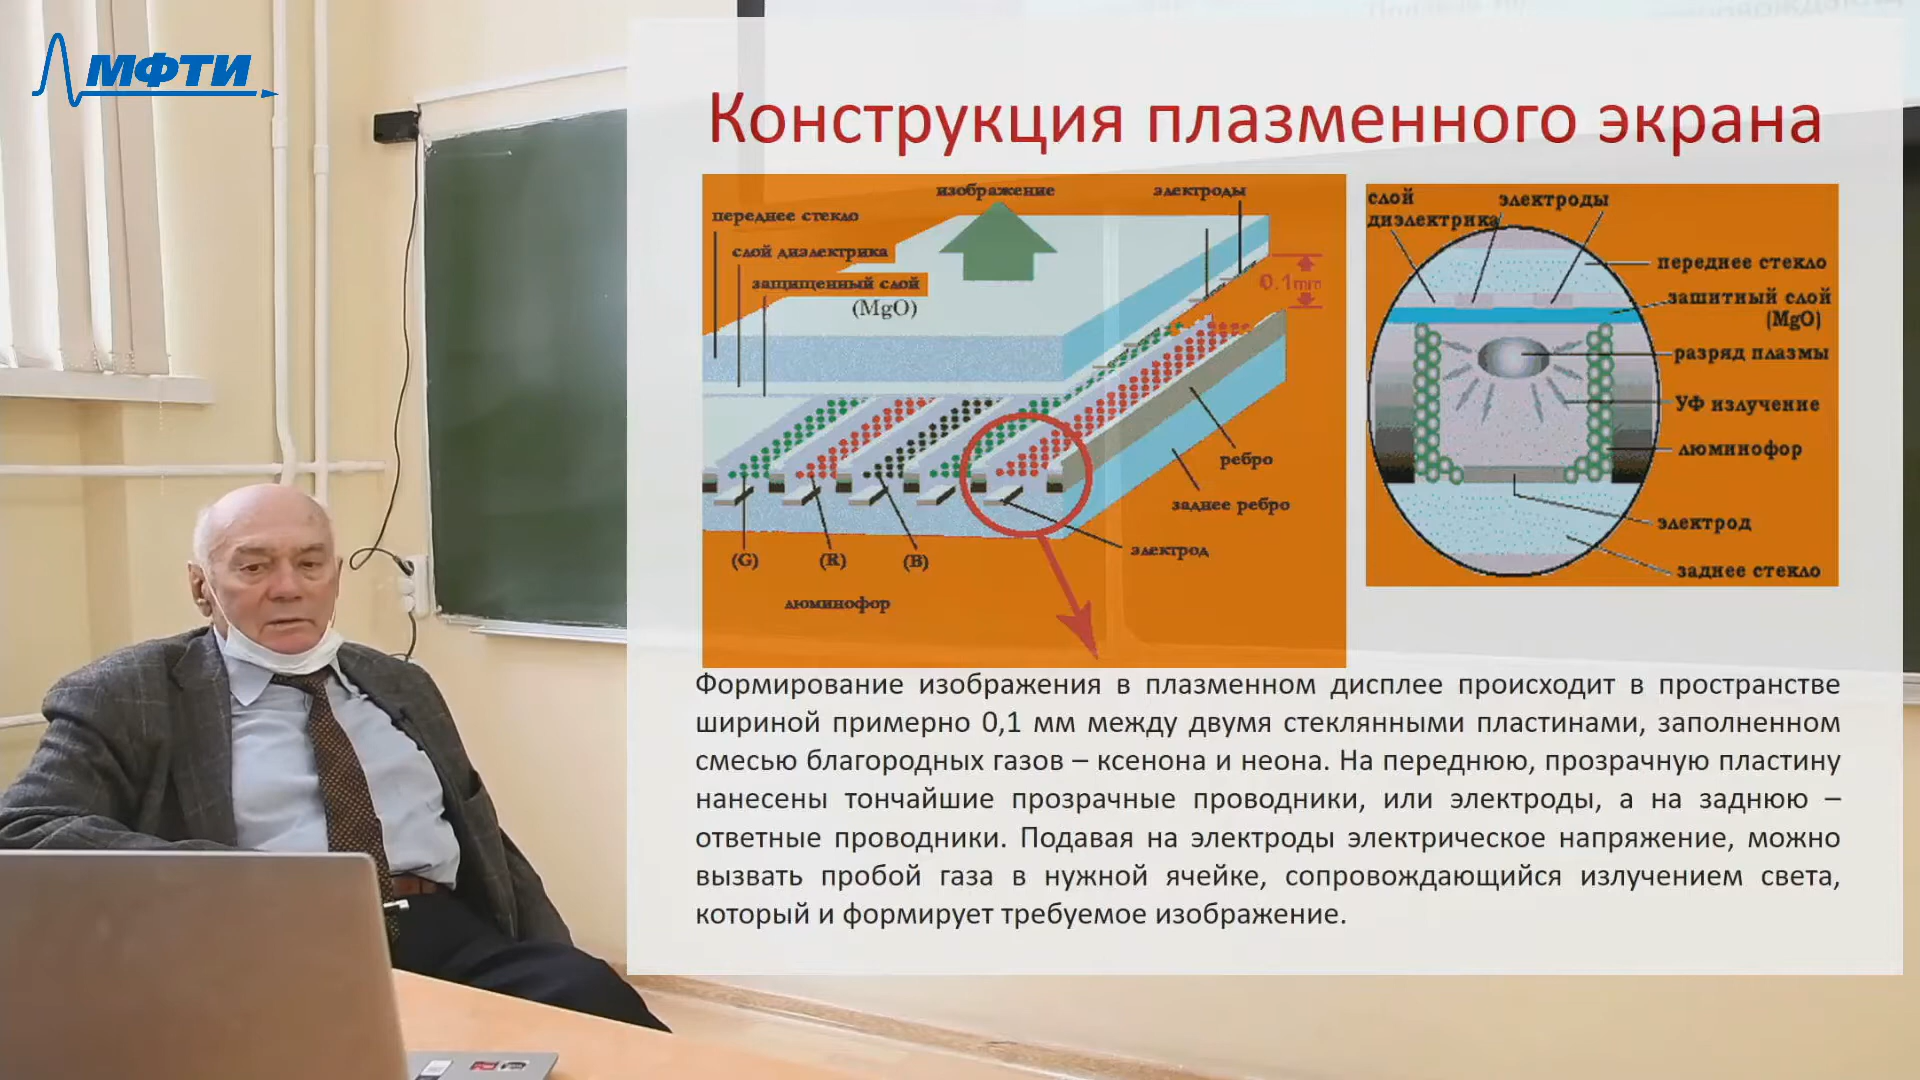 МФТИ
Конструкция плазменного экрана
изображение
электроды
переднее стекло
слой диэлектрика
защищенный слой
(MgO)
0.1mm
ребро
заднее ребро
электрод
(G)
(R)
(B)
люминофор
слой
диэлектрика
электроды
переднее стекло
зашитный слой
(MgO)
разряд плазмы
УФ излучение
люминофор
электрод
заднее стекло
Формирование изображения в плазменном дисплее происходит в пространстве
шириной примерно 0,1 мм между двумя стеклянными пластинами, заполненном
смесью благородных газов – ксенона и неона. На переднюю, прозрачную пластину
нанесены тончайшие прозрачные проводники, или электроды, а на заднюю –
ответные проводники. Подавая на электроды электрическое напряжение, можно
вызвать пробой газа в нужной ячейке, сопровождающийся излучением света,
который и формирует требуемое изображение.